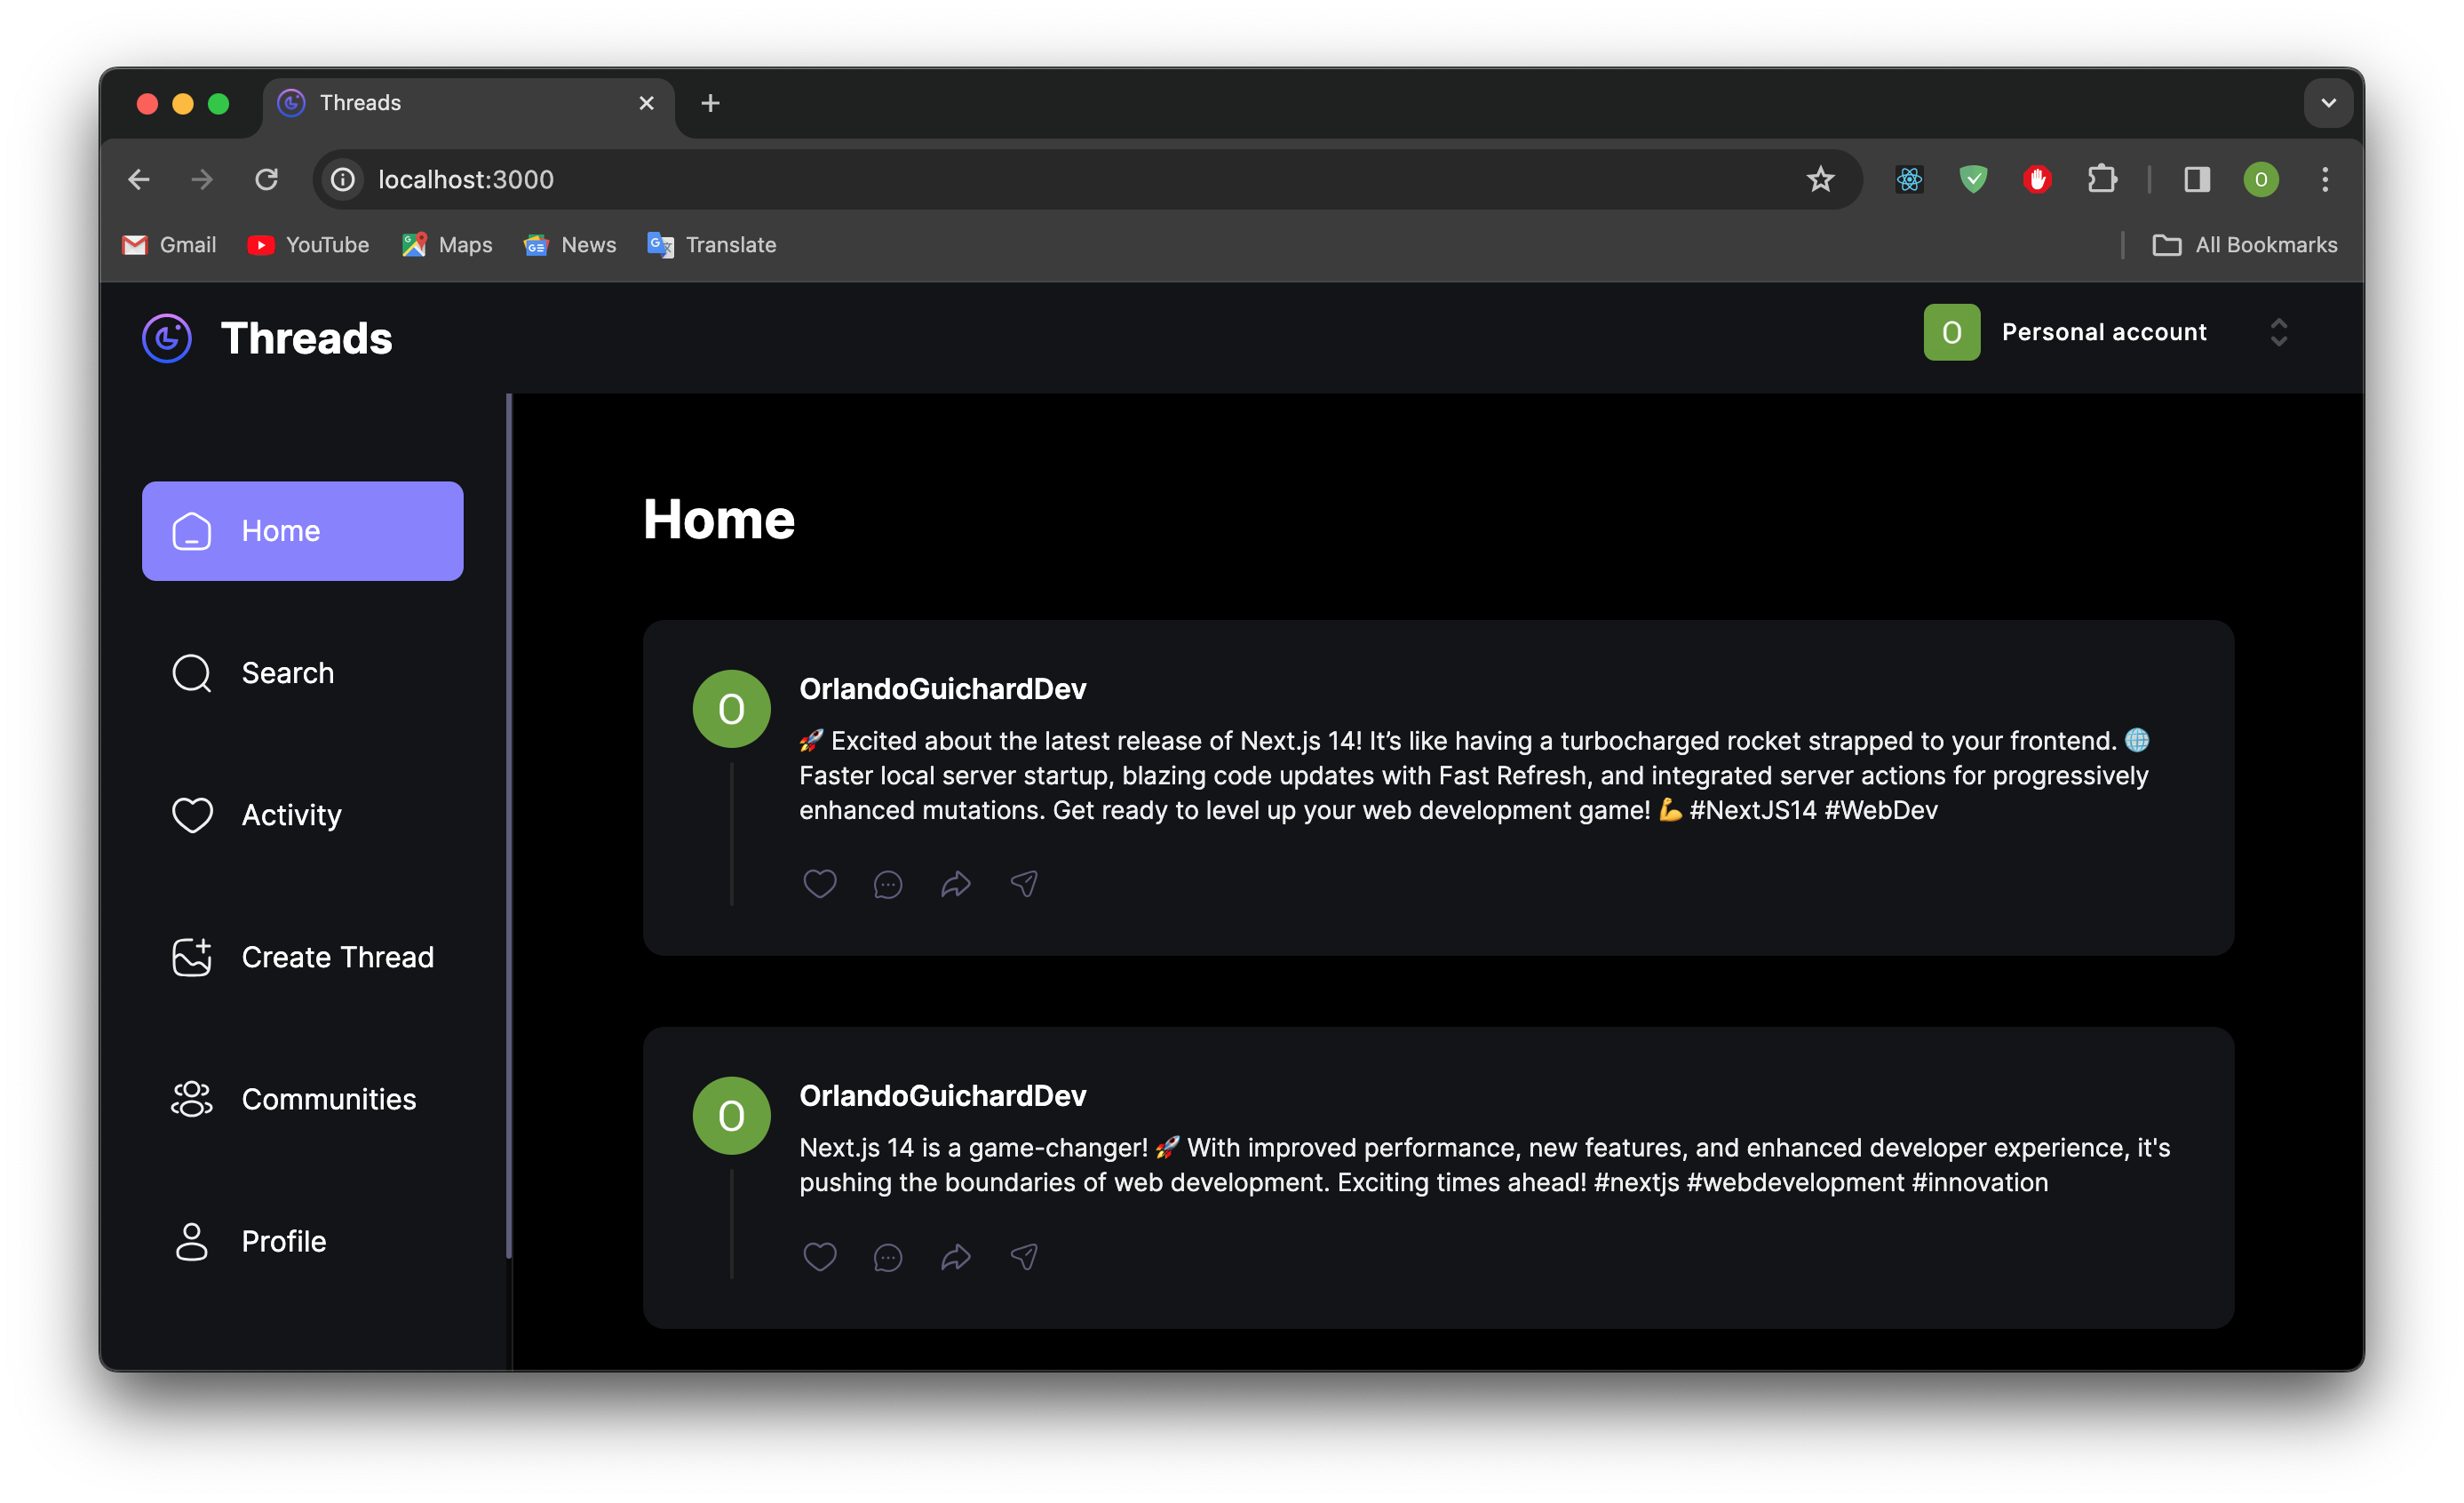 Threads
localhost:3000
O
Gmail
YouTube
Maps
News
Translate
All Bookmarks
Threads
O
Personal account
Home
Search
Activity
Create Thread
Communities
Profile
Home
O
OrlandoGuichardDev
🚀 Excited about the latest release of Next.js 14! It’s like having a turbocharged rocket strapped to your frontend. 🌐
Faster local server startup, blazing code updates with Fast Refresh, and integrated server actions for progressively
enhanced mutations. Get ready to level up your web development game! 💪 #NextJS14 #WebDev
O
OrlandoGuichardDev
Next.js 14 is a game-changer! 🚀 With improved performance, new features, and enhanced developer experience, it's
pushing the boundaries of web development. Exciting times ahead! #nextjs #webdevelopment #innovation